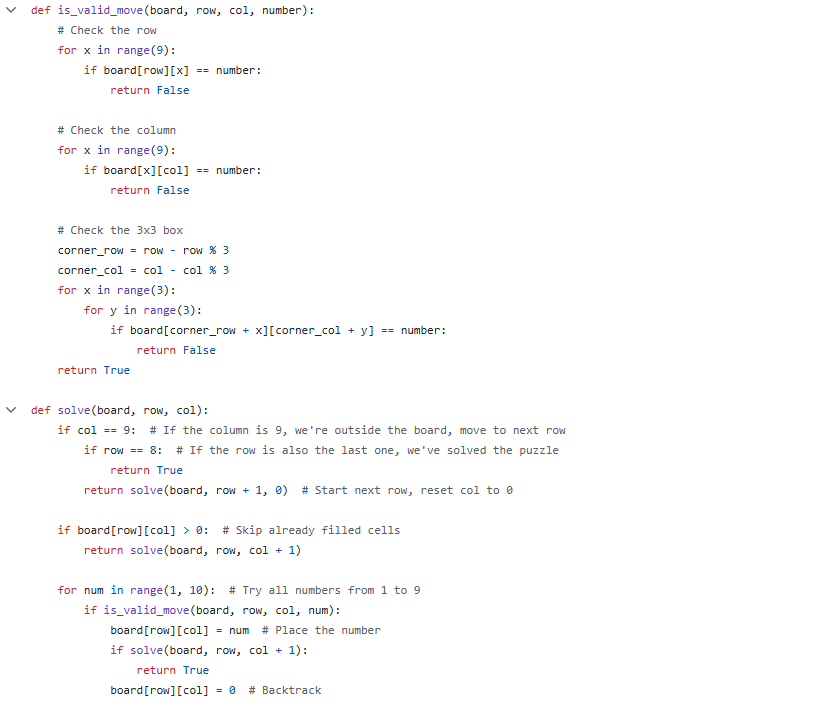 def is_valid_move(board, row, col, number):
    # Check the row
    for x in range(9):
        if board[row][x] == number:
            return False

    # Check the column
    for x in range(9):
        if board[x][col] == number:
            return False

    # Check the 3x3 box
    corner_row = row - row % 3
    corner_col = col - col % 3
    for x in range(3):
        for y in range(3):
            if board[corner_row + x][corner_col + y] == number:
                return False
    return True

def solve(board, row, col):
    if col == 9:  # If the column is 9, we're outside the board, move to next row
        if row == 8:  # If the row is also the last one, we've solved the puzzle
            return True
        return solve(board, row + 1, 0)  # Start next row, reset col to 0

    if board[row][col] > 0:  # Skip already filled cells
        return solve(board, row, col + 1)

    for num in range(1, 10):  # Try all numbers from 1 to 9
        if is_valid_move(board, row, col, num):
            board[row][col] = num  # Place the number
            if solve(board, row, col + 1):
                return True
            board[row][col] = 0  # Backtrack